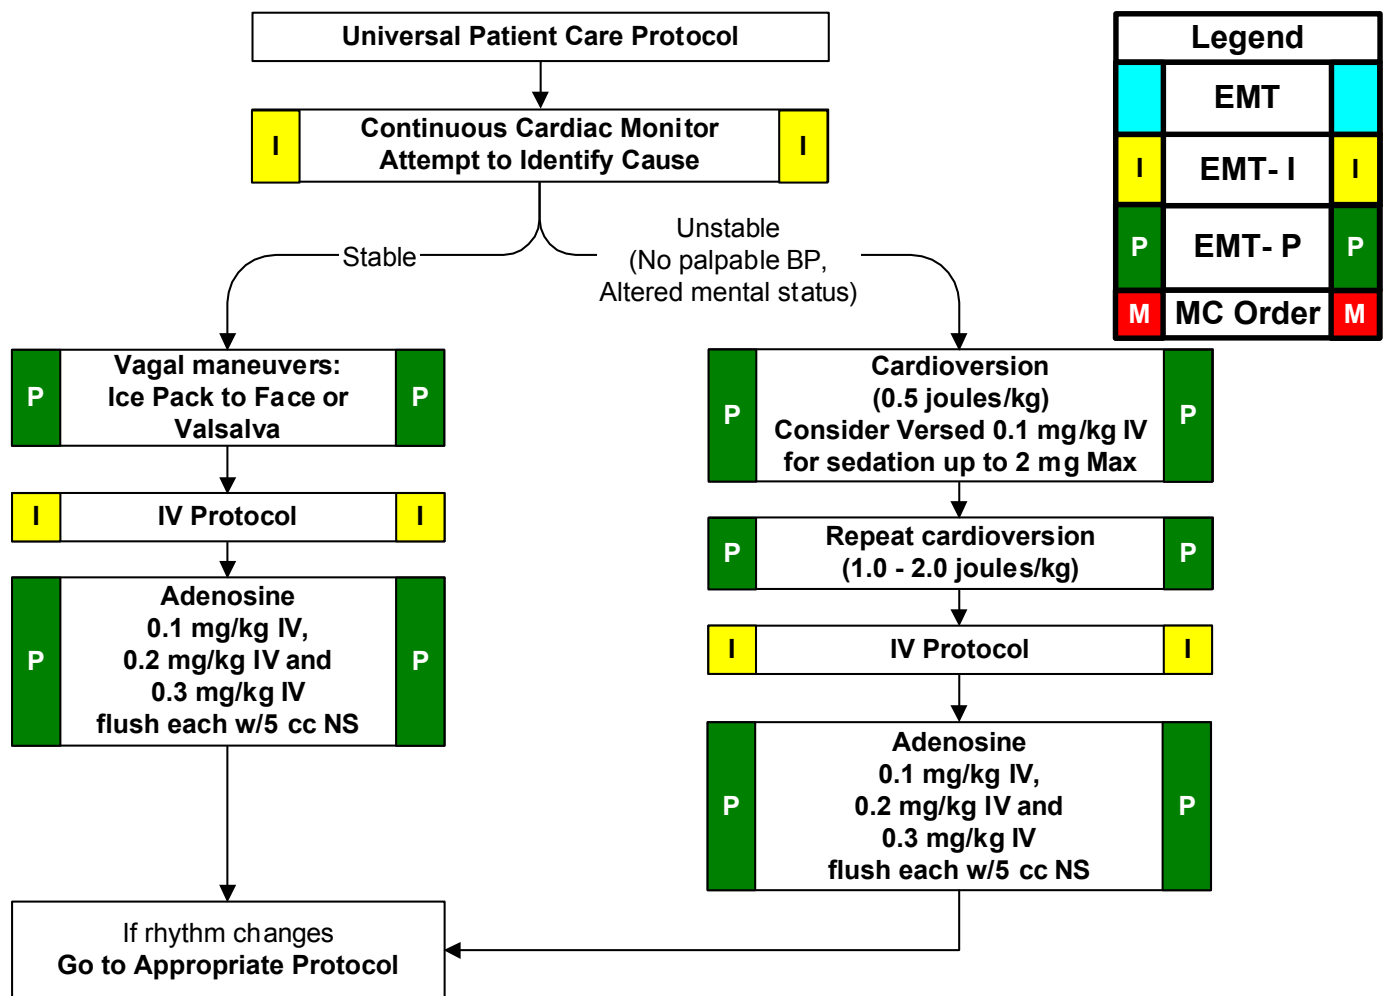 Universal Patient Care Protocol
I
Continuous Cardiac Monitor
Attempt to Identify Cause
I
Stable
Unstable
(No palpable BP,
Altered mental status)
P
Vagal maneuvers:
Ice Pack to Face or
Valsalva
P
I
IV Protocol
I
P
Adenosine
0.1 mg/kg IV,
0.2 mg/kg IV and
0.3 mg/kg IV
flush each w/5 cc NS
P
P
Cardioversion
(0.5 joules/kg)
Consider Versed 0.1 mg/kg IV
for sedation up to 2 mg Max
P
P
Repeat cardioversion
(1.0 - 2.0 joules/kg)
P
I
IV Protocol
I
P
Adenosine
0.1 mg/kg IV,
0.2 mg/kg IV and
0.3 mg/kg IV
flush each w/5 cc NS
P
If rhythm changes
Go to Appropriate Protocol
Legend
EMT
I EMT- I I
P EMT- P P
M MC Order M